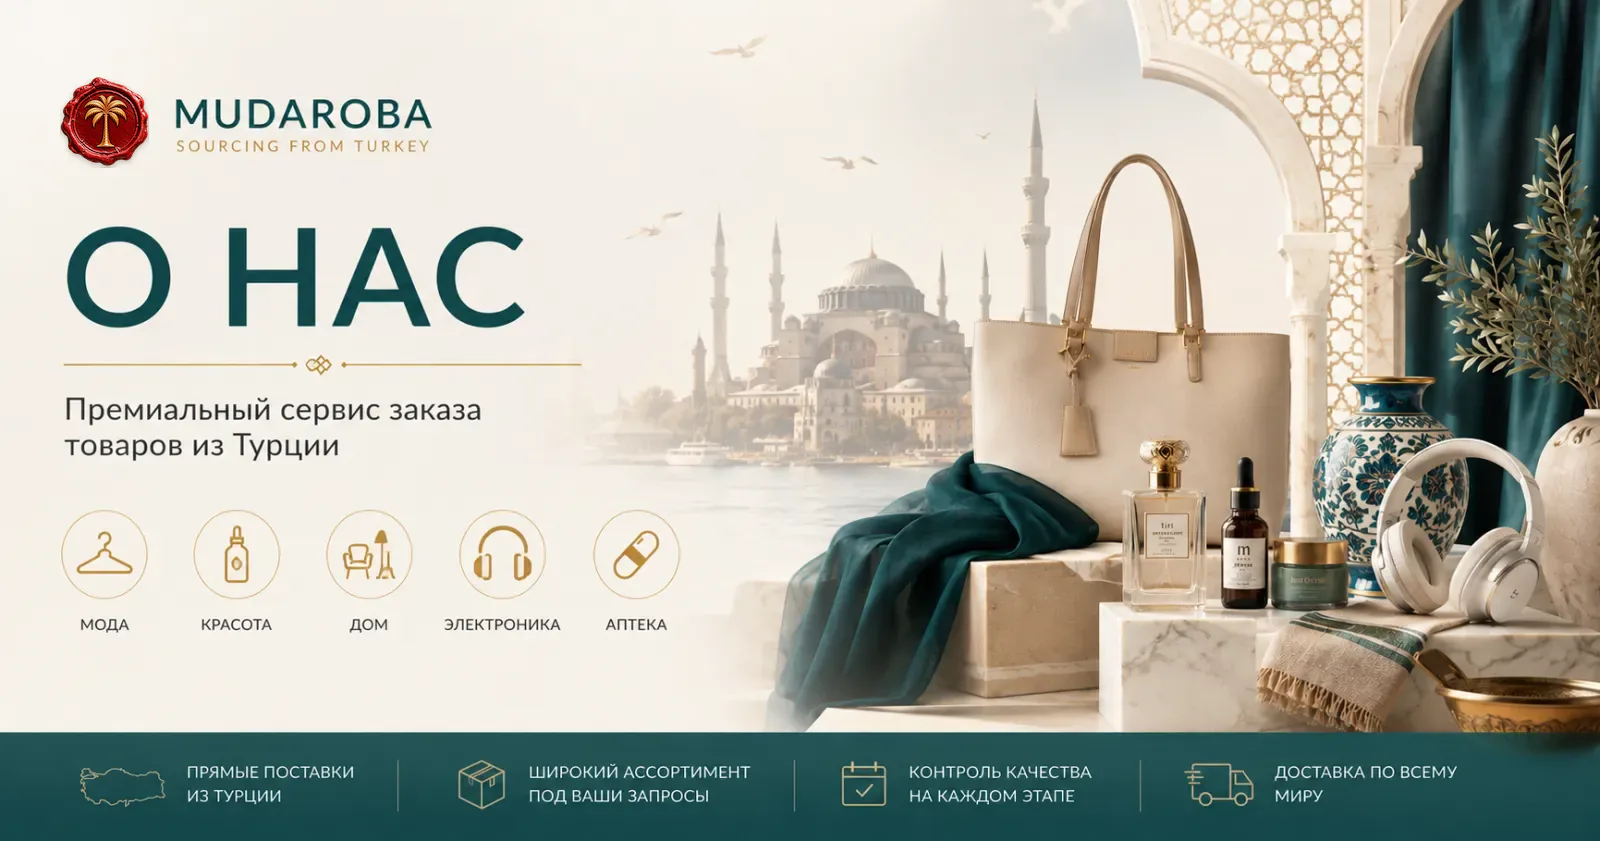 MUDAROBA
SOURCING FROM TURKEY
О НАС
Премиальный сервис заказа
товаров из Турции
МОДА
КРАСОТА
ДОМ
ЭЛЕКТРОНИКА
АПТЕКА
m
ПРЯМЫЕ ПОСТАВКИ
ИЗ ТУРЦИИ
ШИРОКИЙ АССОРТИМЕНТ
ПОД ВАШИ ЗАПРОСЫ
КОНТРОЛЬ КАЧЕСТВА
НА КАЖДОМ ЭТАПЕ
ДОСТАВКА ПО ВСЕМУ
МИРУ